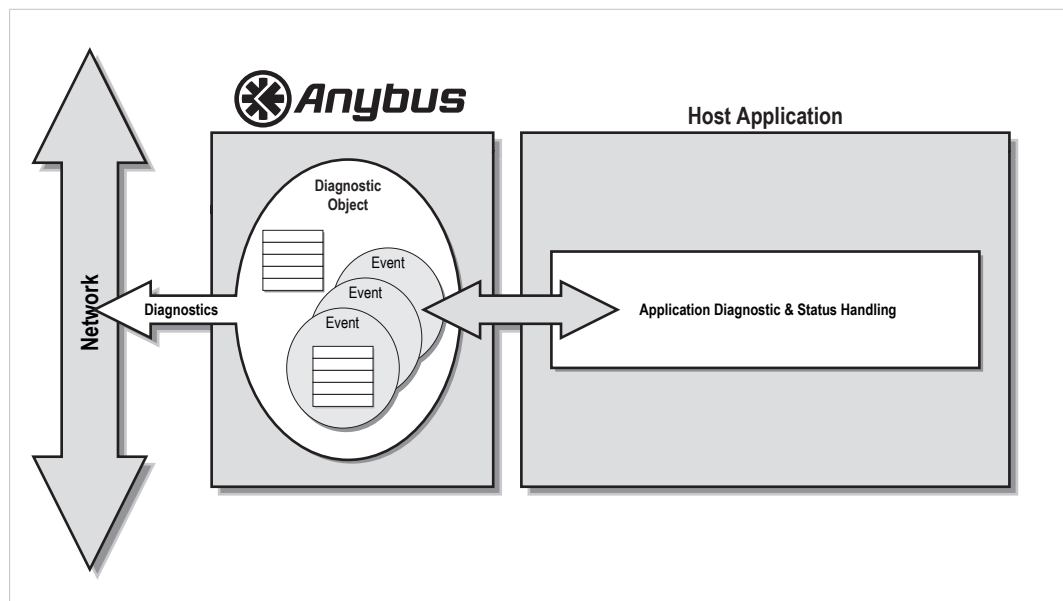 Anybus
Host Application
Diagnostic
Object
Event
Event
Event
Network
Diagnostics
Application Diagnostic & Status Handling